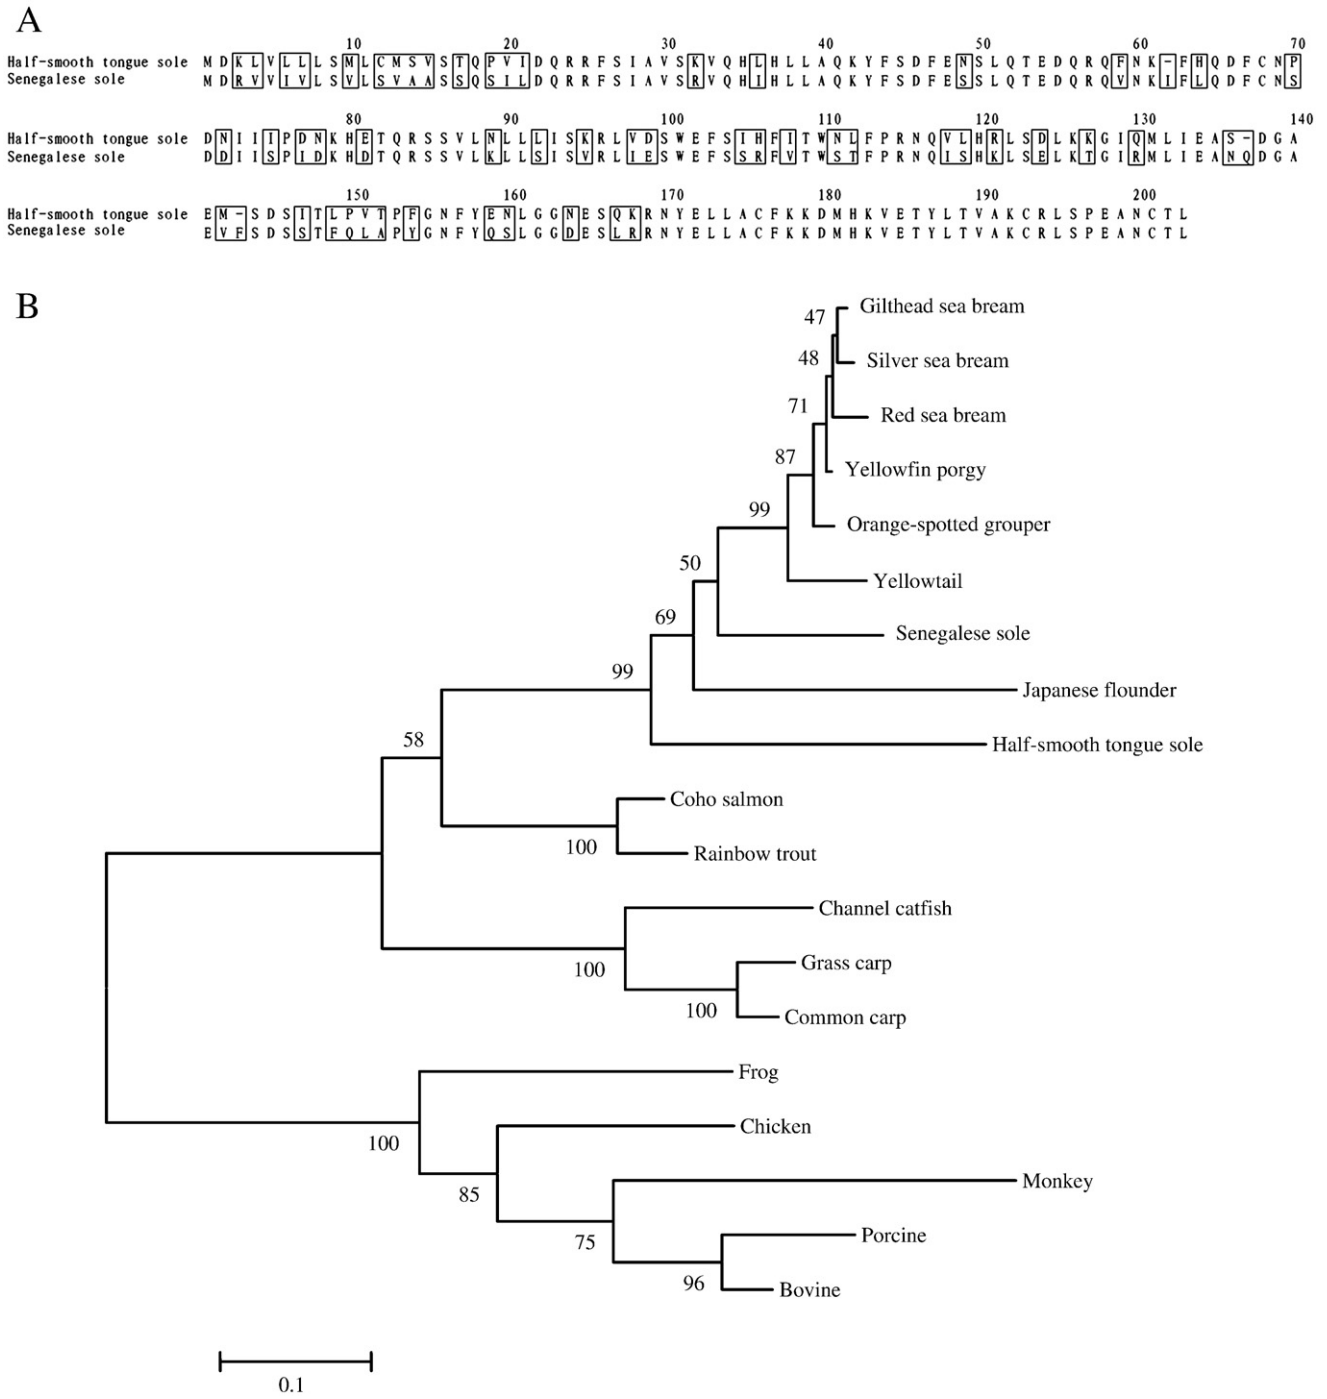 A
10 20 30 40 50 60 70
Half-smooth tongue sole M D K L V L L L S M L C M S V S T Q P V I D Q R R F S I A V S K V Q H L H L L A Q K Y F S D F E N S L Q T E D Q R Q F N K - F H Q D F C N P
Senegalese sole M D R V V I V L S V L S V A A S S Q S I L D Q R R F S I A V S R V Q H I H L L A Q K Y F S D F E S S L Q T E D Q R Q V N K I F L Q D F C N S
80 90 100 110 120 130 140
Half-smooth tongue sole D N I I I P D N K H E T Q R S S V L N L L L I S K R L V D S W E F S I H F I T W N L F P R N Q V L H R L S D L K K G I Q M L I E A S - D G A
Senegalese sole D D I I S P I D K H D T Q R S S V L K L L S I S V R L I E S W E F S S R F V T W S T F P R N Q I S H K L S E L K T G I R M L I E A N Q D G A
150 160 170 180 190 200
Half-smooth tongue sole E M - S D S I T L P V T P F G N F Y E N L G G N E S Q K R N Y E L L A C F K K D M H K V E T Y L T V A K C R L S P E A N C T L
Senegalese sole E V F S D S S T F Q L A P Y G N F Y Q S L G G D E S L R R N Y E L L A C F K K D M H K V E T Y L T V A K C R L S P E A N C T L
B
Gilthead sea bream
47
48
Silver sea bream
71
Red sea bream
87
Yellowfin porgy
99
Orange-spotted grouper
50
Yellowtail
69
Senegalese sole
99
Japanese flounder
58
Half-smooth tongue sole
Coho salmon
100
Rainbow trout
Channel catfish
100
Grass carp
100
Common carp
Frog
100
Chicken
85
Monkey
75
Porcine
96
Bovine
0.1